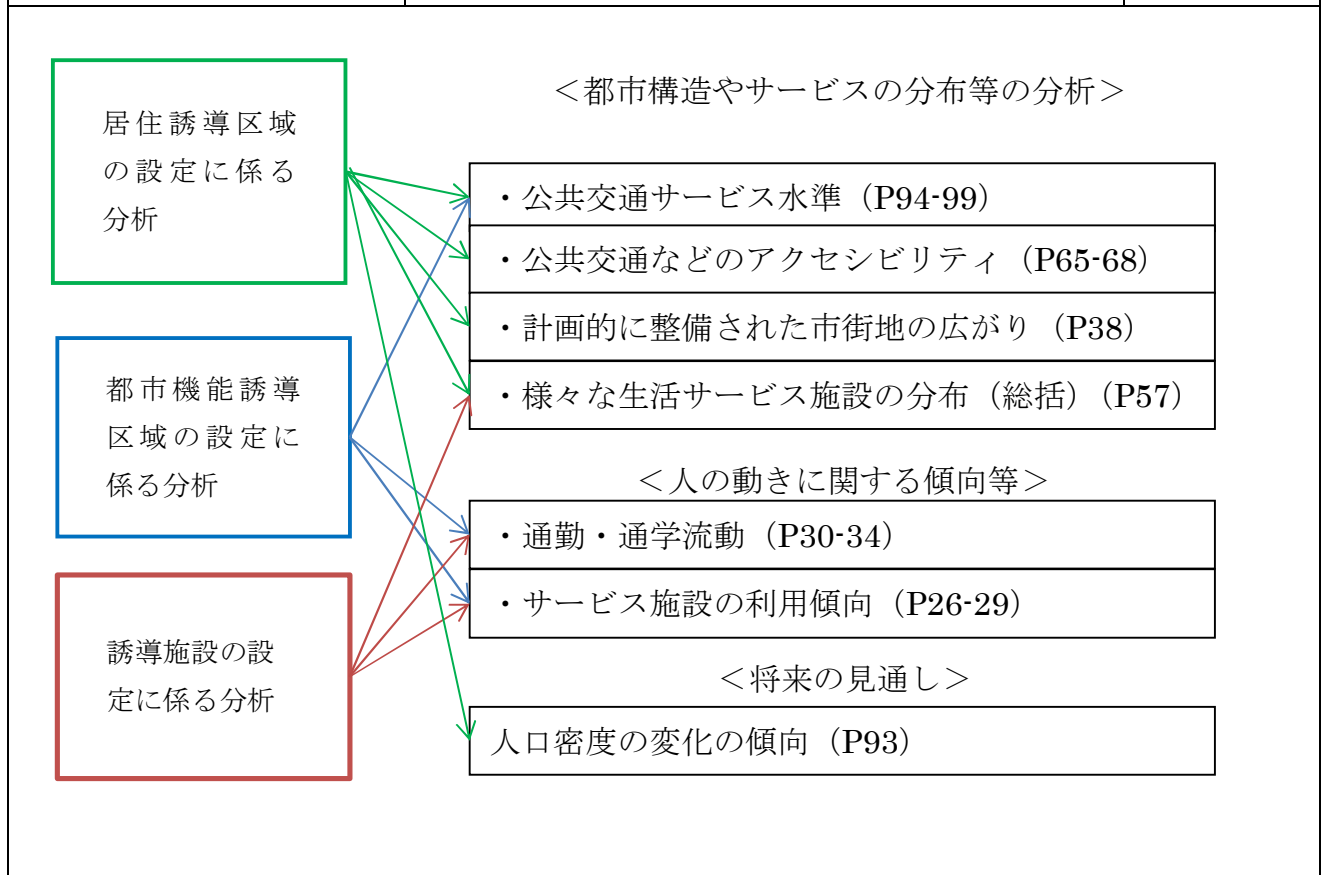 居住誘導区域
の設定に係る
分析
都市機能誘導
区域の設定に
係る分析
誘導施設の設
定に係る分析
＜都市構造やサービスの分布等の分析＞
・公共交通サービス水準（P94-99）
・公共交通などのアクセシビリティ（P65-68）
・計画的に整備された市街地の広がり（P38）
・様々な生活サービス施設の分布（総括）（P57）
＜人の動きに関する傾向等＞
・通勤・通学流動（P30-34）
・サービス施設の利用傾向（P26-29）
＜将来の見通し＞
人口密度の変化の傾向（P93）